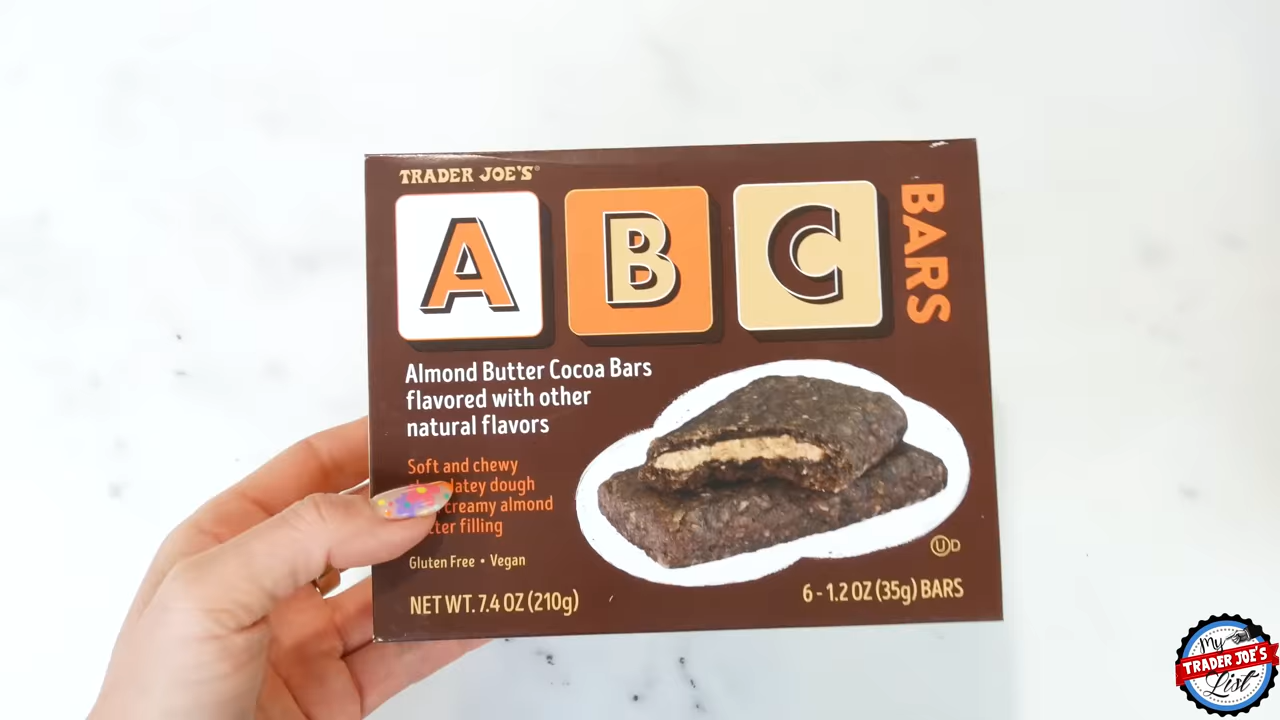 TRADER JOE'S®
A B C
BARS
Almond Butter Cocoa Bars
flavored with other
natural flavors
Soft and chewy
latey dough
creamy almond
filling
Gluten Free • Vegan
NET WT. 7.4 OZ (210g)
6 - 1.2 OZ (35g) BARS
U D
My
TRADER JOE'S
List